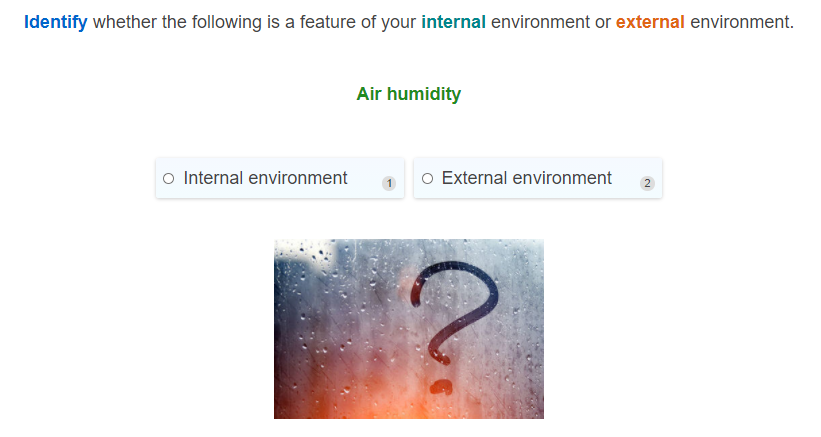 Identify whether the following is a feature of your internal environment or external environment.
Air humidity
Internal environment 1
External environment 2
?